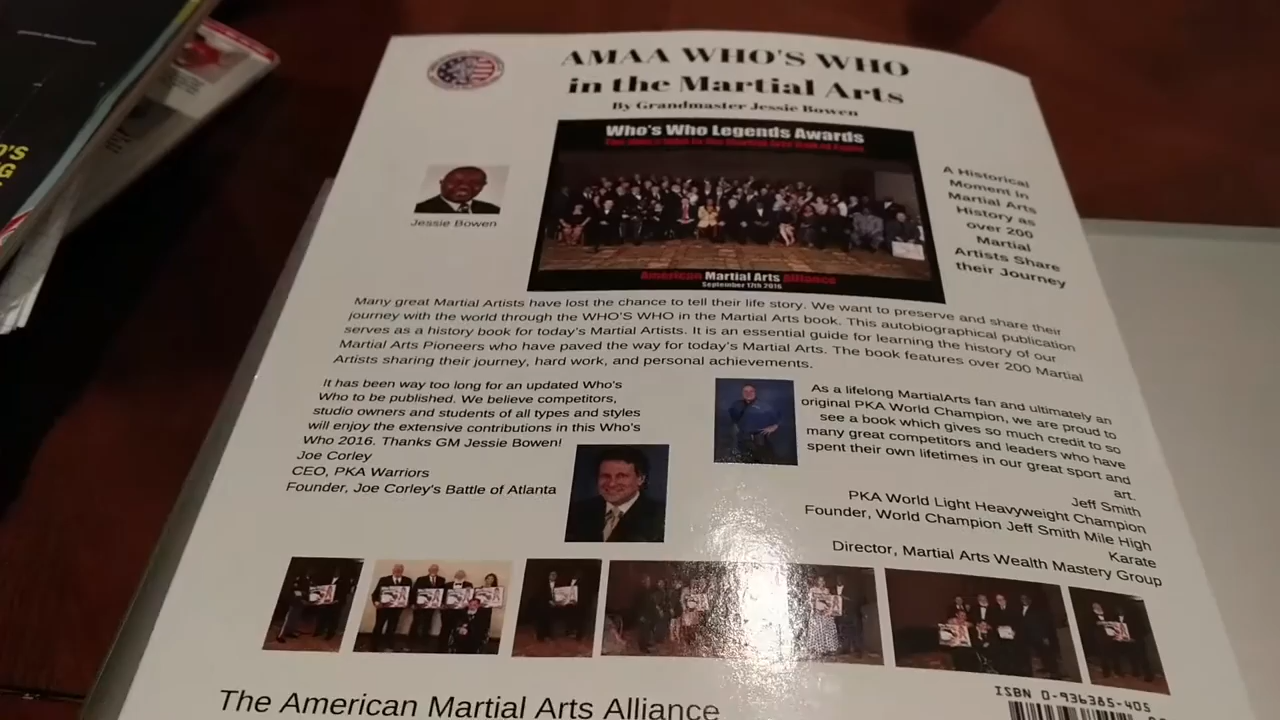 AMAA WHO'S WHO
in the Martial Arts
By Grandmaster Jessie Bowen
Who's Who Legends Awards
Jessie Bowen
A Historical
Moment In
Martial Arts
History as
over 200
Martial
Artists Share
their Journey
American Martial Arts Alliance
September 17th 2016
Many great Martial Artists have lost the chance to tell their life story. We want to preserve and share their
journey with the world through the WHO'S WHO in the Martial Arts book. This autobiographical publication
serves as a history book for today's Martial Artists. It is an essential guide for learning the history of our
Martial Arts Pioneers who have paved the way for today's Martial Arts. The book features over 200 Martial
Artists sharing their journey, hard work, and personal achievements.
It has been way too long for an updated Who's
Who to be published. We believe competitors,
studio owners and students of all types and styles
will enjoy the extensive contributions in this Who's
Who 2016. Thanks GM Jessie Bowen!
Joe Corley
CEO, PKA Warriors
Founder, Joe Corley's Battle of Atlanta
As a lifelong MartialArts fan and ultimately an
original PKA World Champion, we are proud to
see a book which gives so much credit to so
many great competitors and leaders who have
spent their own lifetimes in our great sport and
art.
Jeff Smith
PKA World Light Heavyweight Champion
Founder, World Champion Jeff Smith Mile High
Karate
Director, Martial Arts Wealth Mastery Group
The American Martial Arts Alliance
ISBN 0-936385-40S